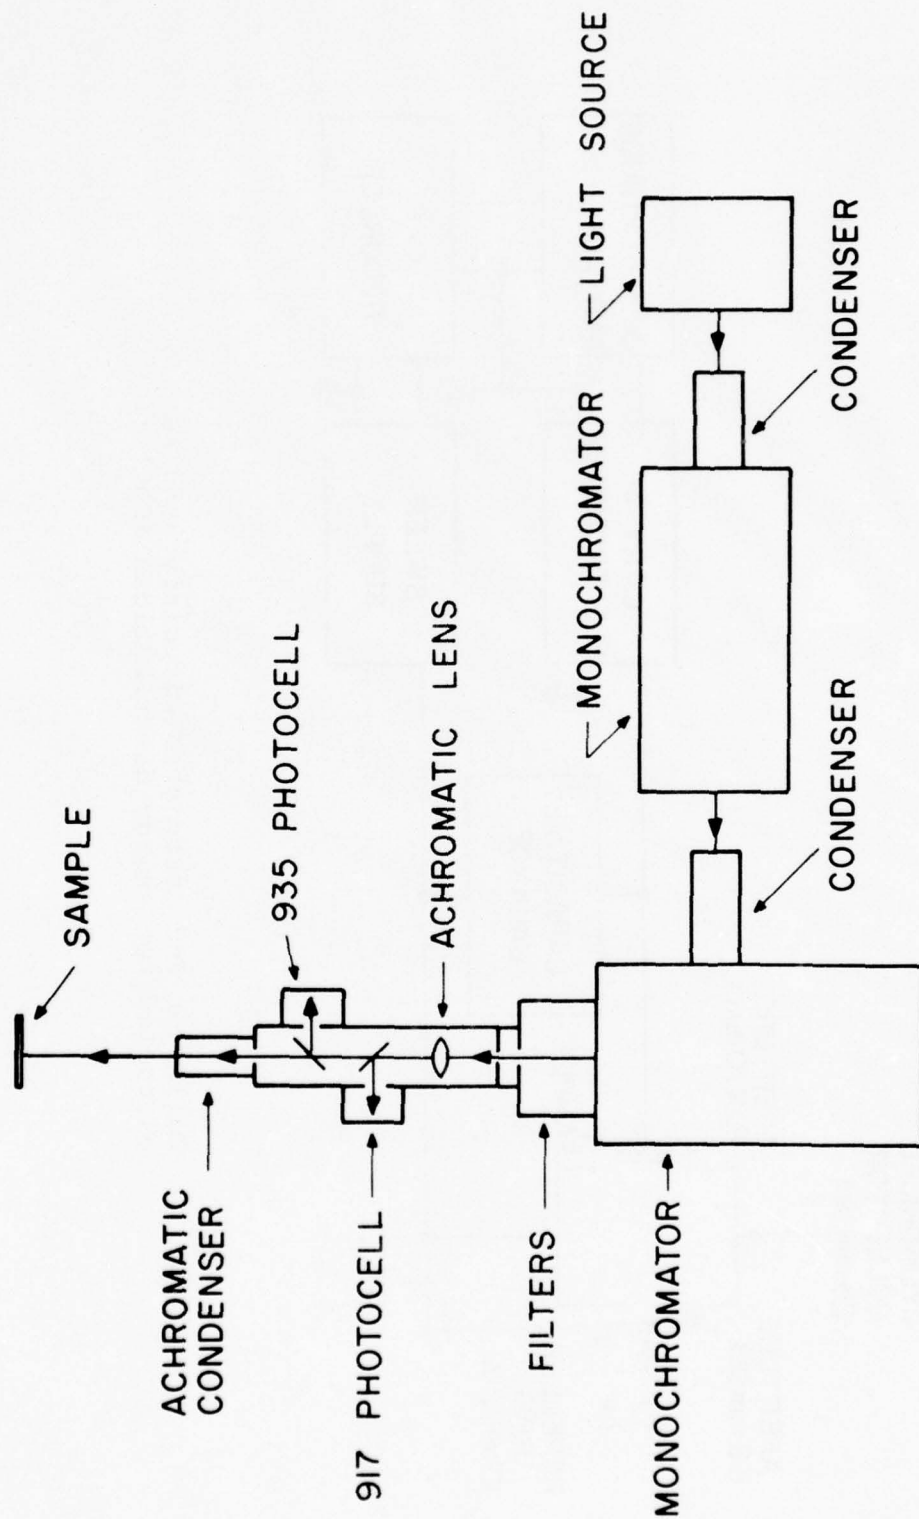 ACHROMATIC
CONDENSER
917 PHOTOCELL
FILTERS
MONOCHROMATOR
SAMPLE
935 PHOTOCELL
ACHROMATIC LENS
MONOCHROMATOR
CONDENSER
LIGHT SOURCE
CONDENSER